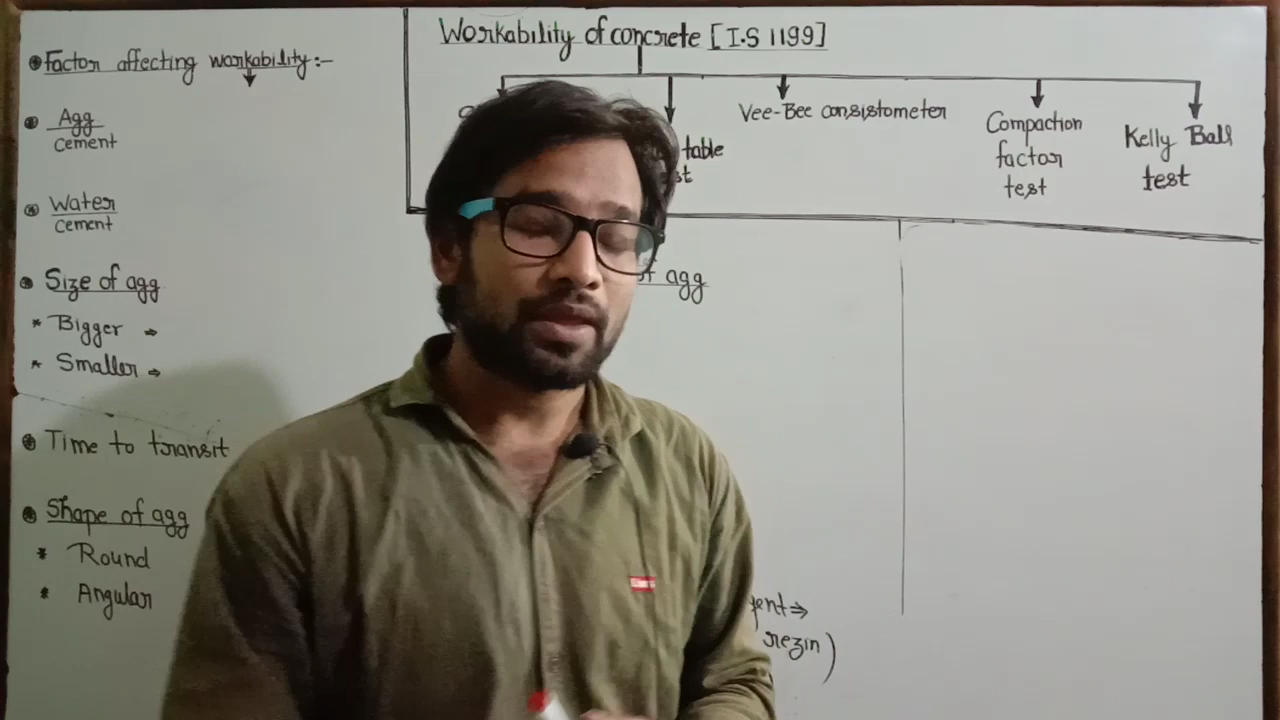 Factor affecting workability:-
Agg
cement
Water
cement
Size of agg
* Bigger ⇒
* Smaller ⇒
Time to transit
Shape of agg
* Round
* Angular
Workability of concrete [I.S 1199]
table
Vee-Bee consistometer
Compaction
factor
test
Kelly Ball
test
of agg
⇒
rezin)